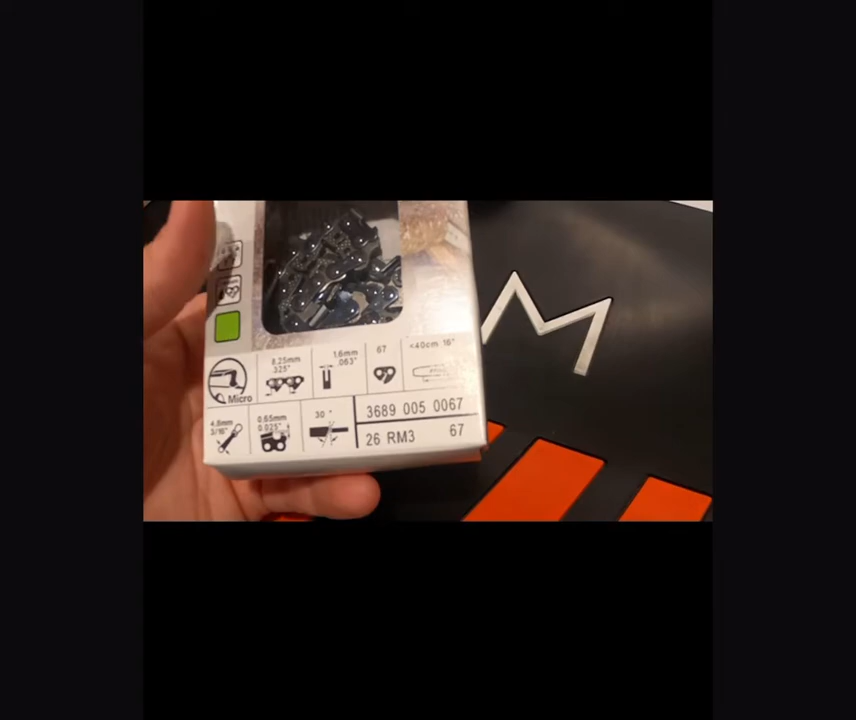 8.25mm
.325"
1.6mm
.063"
67
<40cm 16"
Micro
4.8mm
3/16"
0.65mm
0.025"
30 °
3689 005 0067
26 RM3 67
M